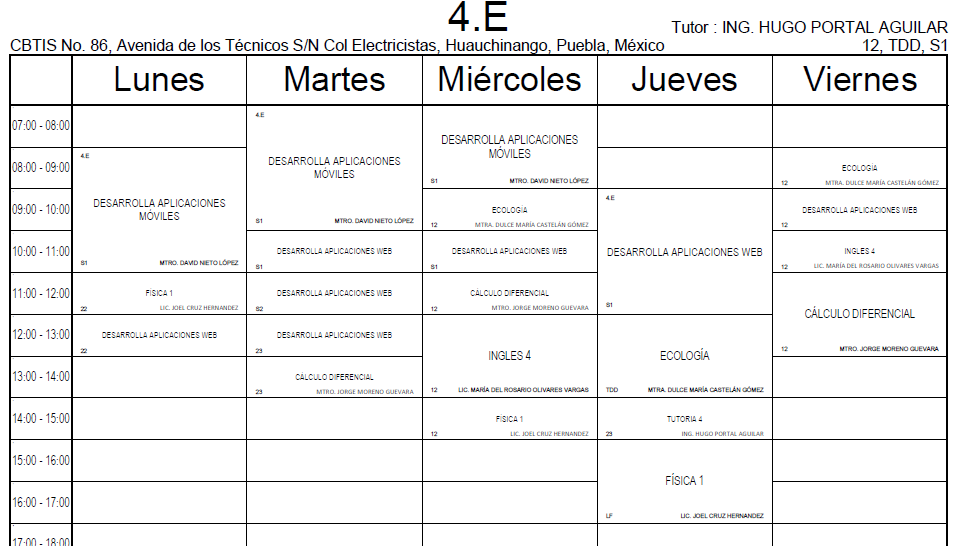 4.E
Tutor : ING. HUGO PORTAL AGUILAR
CBTIS No. 86, Avenida de los Técnicos S/N Col Electricistas, Huauchinango, Puebla, México 12, TDD, S1
Lunes Martes Miércoles Jueves Viernes
07:00 - 08:00
4.E
DESARROLLA APLICACIONES
MÓVILES
S1 MTRO. DAVID NIETO LÓPEZ
DESARROLLA APLICACIONES
MÓVILES
S1 MTRO. DAVID NIETO LÓPEZ
08:00 - 09:00
4.E
DESARROLLA APLICACIONES
MÓVILES
S1 MTRO. DAVID NIETO LÓPEZ
ECOLOGÍA
12 MTRA. DULCE MARÍA CASTELÁN GÓMEZ
09:00 - 10:00
ECOLOGÍA
12 MTRA. DULCE MARÍA CASTELÁN GÓMEZ
4.E
DESARROLLA APLICACIONES WEB
S1
DESARROLLA APLICACIONES WEB
12
10:00 - 11:00
DESARROLLA APLICACIONES WEB
S1
DESARROLLA APLICACIONES WEB
S1
INGLES 4
12 LIC. MARÍA DEL ROSARIO OLIVARES VARGAS
11:00 - 12:00
FÍSICA 1
22 LIC. JOEL CRUZ HERNANDEZ
DESARROLLA APLICACIONES WEB
S2
CÁLCULO DIFERENCIAL
12 MTRO. JORGE MORENO GUEVARA
CÁLCULO DIFERENCIAL
12 MTRO. JORGE MORENO GUEVARA
12:00 - 13:00
DESARROLLA APLICACIONES WEB
22
DESARROLLA APLICACIONES WEB
23
INGLES 4
12 LIC. MARÍA DEL ROSARIO OLIVARES VARGAS
ECOLOGÍA
TDD MTRA. DULCE MARÍA CASTELÁN GÓMEZ
13:00 - 14:00
CÁLCULO DIFERENCIAL
23 MTRO. JORGE MORENO GUEVARA
14:00 - 15:00
FÍSICA 1
12 LIC. JOEL CRUZ HERNANDEZ
TUTORIA 4
23 ING. HUGO PORTAL AGUILAR
15:00 - 16:00
FÍSICA 1
LF LIC. JOEL CRUZ HERNANDEZ
16:00 - 17:00
17:00 - 18:00